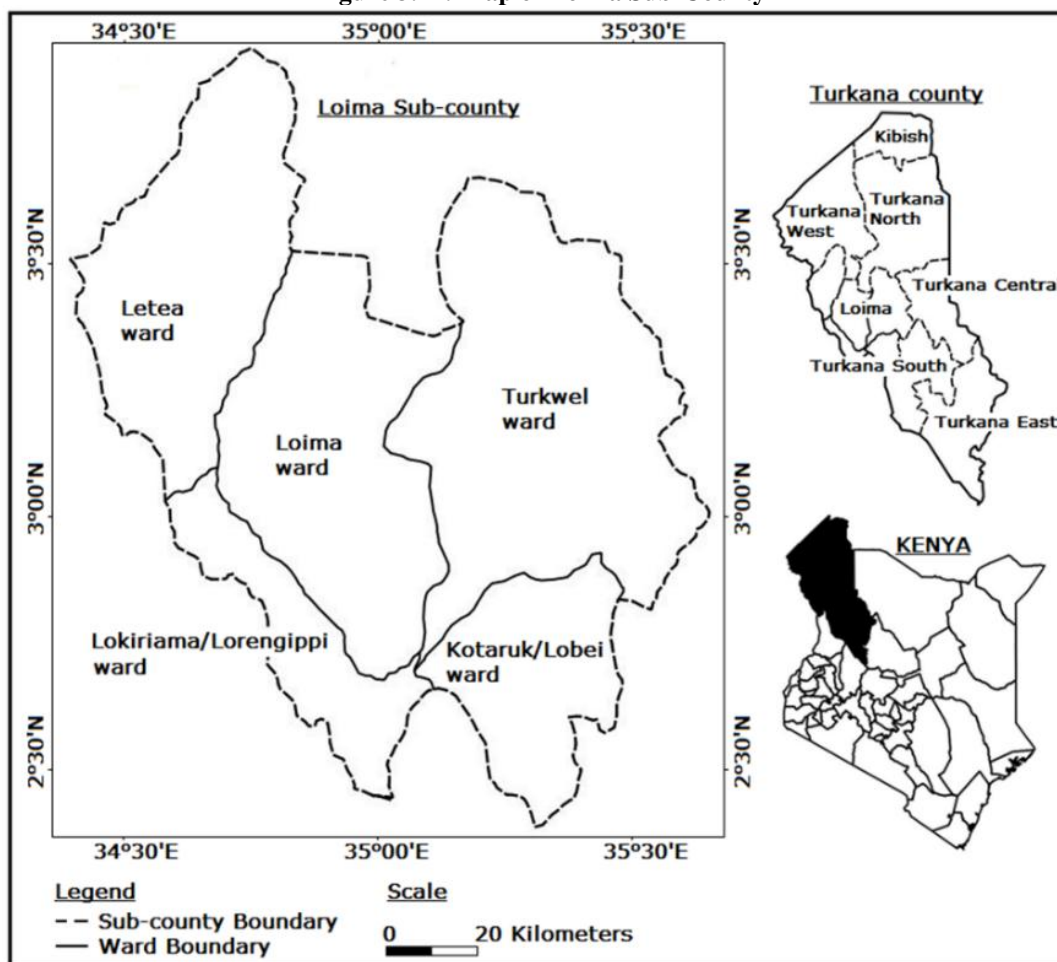 34°30'E 35°00'E 35°30'E
Loima Sub-county
3°30'N
3°00'N
2°30'N
Letea
ward
Loima
ward
Turkwel
ward
Lokiriama/Lorengippi
ward
Kotaruk/Lobei
ward
3°30'N
3°00'N
2°30'N
34°30'E 35°00'E 35°30'E
Turkana county
Kibish
Turkana
North
Turkana
West
Turkana Central
Loima
Turkana South
Turkana East
KENYA
Legend
Sub-county Boundary
Ward Boundary
Scale
0 20 Kilometers